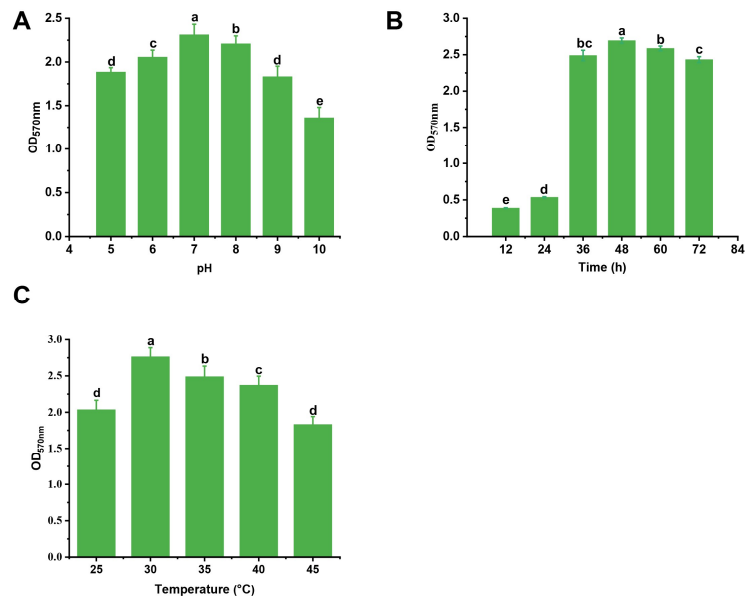 A
2.5
2.0
1.5
1.0
0.5
0.0
OD570nm
d
c
a
b
d
e
4 5 6 7 8 9 10
pH
B
3.0
2.5
2.0
1.5
1.0
0.5
0.0
OD570nm
e
d
bc
a
b
c
12 24 36 48 60 72 84
Time (h)
C
3.0
2.5
2.0
1.5
1.0
0.5
0.0
OD570nm
d
a
b
c
d
25 30 35 40 45
Temperature (°C)